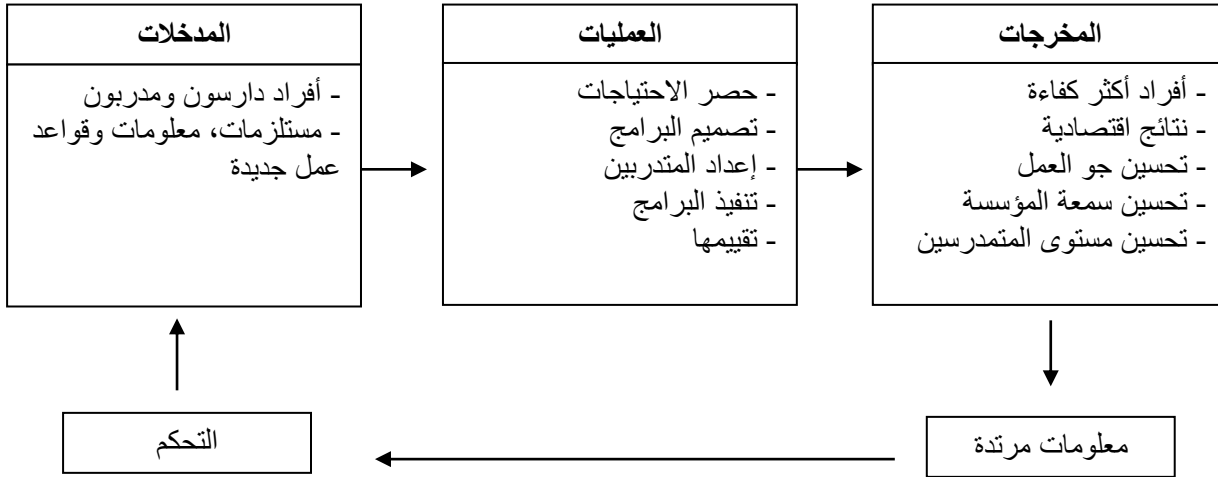 المدخلات
- أفراد دارسون ومدربون
- مستلزمات، معلومات وقواعد
عمل جديدة
العمليات
- حصر الاحتياجات
- تصميم البرامج
- إعداد المتدربين
- تنفيذ البرامج
- تقييمها
المخرجات
- أفراد أكثر كفاءة
- نتائج اقتصادية
- تحسين جو العمل
- تحسين سمعة المؤسسة
- تحسين مستوى المتمدرسين
معلومات مرتدة
التحكم